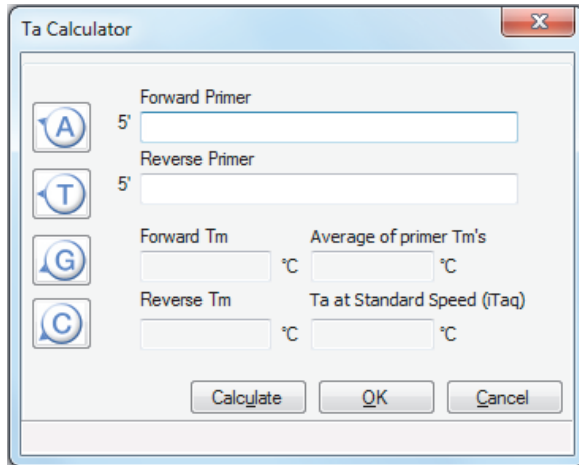 Ta Calculator
Forward Primer
A 5'
Reverse Primer
T 5'
Forward Tm Average of primer Tm's
G °C °C
Reverse Tm Ta at Standard Speed (iTaq)
C °C °C
Calculate OK Cancel